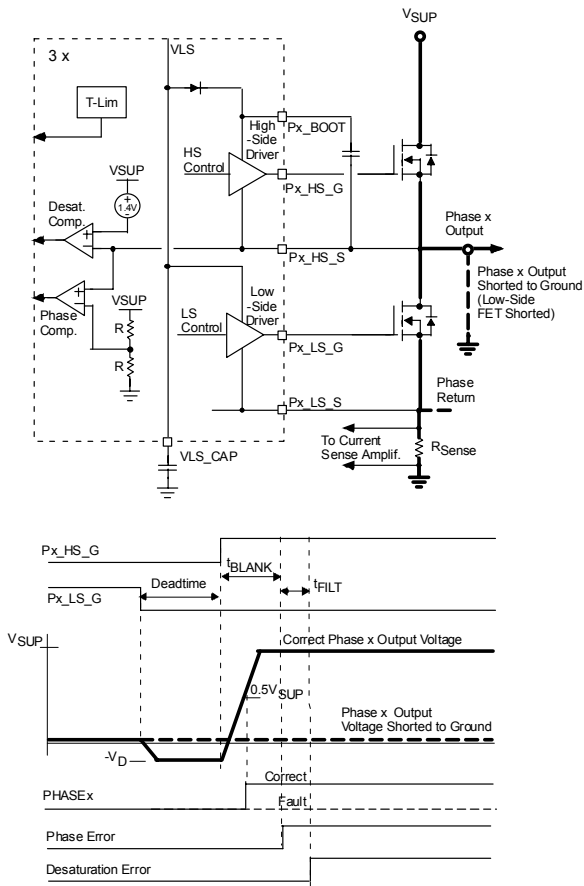 3 x
VLS
VSUP
T-Lim
High
-Side
Driver
Px_BOOT
HS
Control
Px_HS_G
VSUP
1.4V
+
–
Desat.
Comp.
+
–
Px_HS_S
Phase x
Output
Phase x Output
Shorted to Ground
(Low-Side
FET Shorted)
+
–
Phase
Comp.
VSUP
R
R
Low
-Side
Driver
LS
Control
Px_LS_G
Phase
Return
Px_LS_S
To Current
Sense Amplif.
RSense
VLS_CAP
Px_HS_G
tBLANK
Deadtime
tFILT
Px_LS_G
VSUP
Correct Phase x Output Voltage
0.5VSUP
Phase x Output
Voltage Shorted to Ground
-VD
Correct
PHASEx
Fault
Phase Error
Desaturation Error